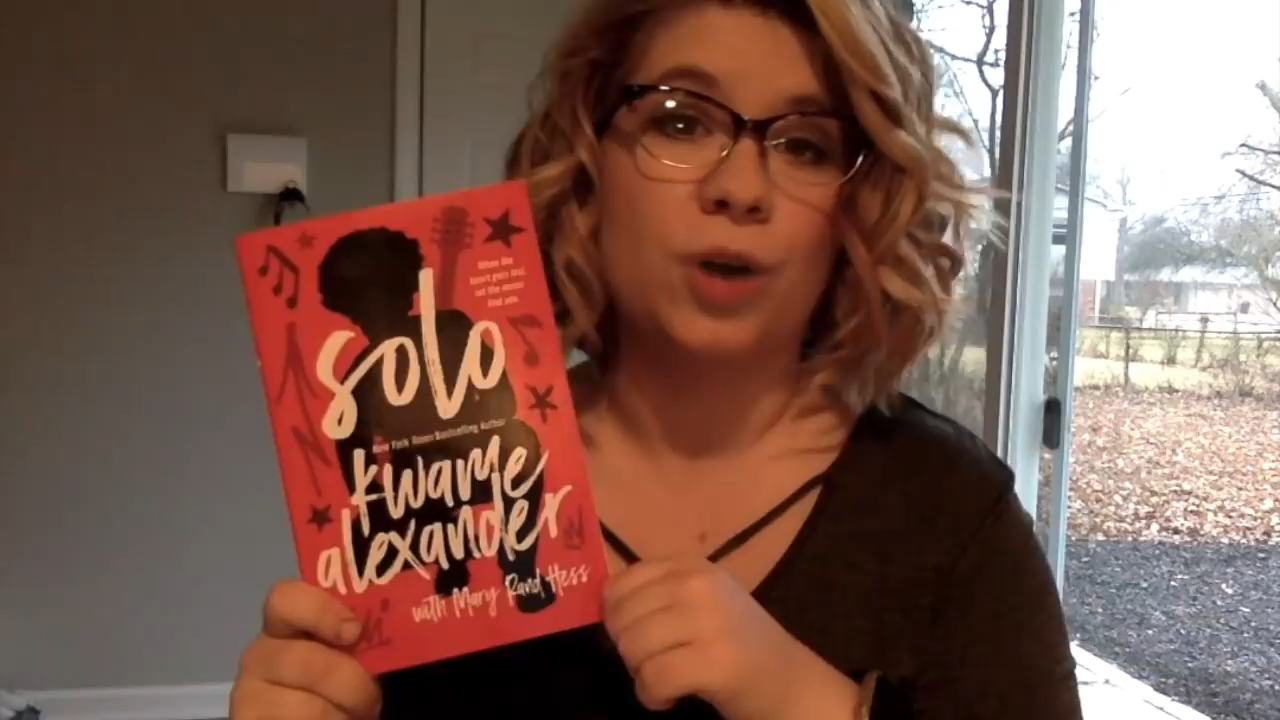 When the
heart gets lost,
let the music
find you.
solo
New York Times Bestselling Author
kwame
alexander
with Mary Rand Hess